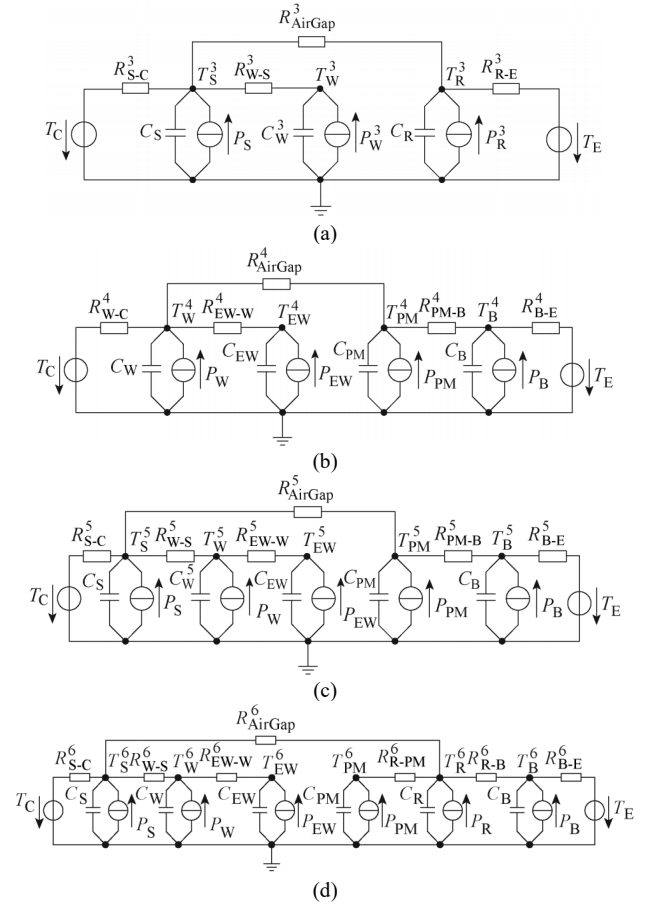 R³AirGap
R³S-C T³S R³W-S T³W T³R R³R-E
TC CS PS C³W P³W CR P³R TE
(a)
R⁴AirGap
R⁴W-C T⁴W R⁴EW-W T⁴EW T⁴PM R⁴PM-B T⁴B R⁴B-E
TC CW PW CEW PEW CPM PPM CB PB TE
(b)
R⁵AirGap
R⁵S-C T⁵S R⁵W-S T⁵W R⁵EW-W T⁵EW T⁵PM R⁵PM-B T⁵B R⁵B-E
TC CS PS C⁵W PW CEW PEW CPM PPM CB PB TE
(c)
R⁶AirGap
R⁶S-C T⁶S R⁶W-S T⁶W R⁶EW-W T⁶EW T⁶PM R⁶R-PM T⁶R R⁶R-B T⁶B R⁶B-E
TC CS PS CW PW CEW PEW CPM PPM CR PR CB PB TE
(d)